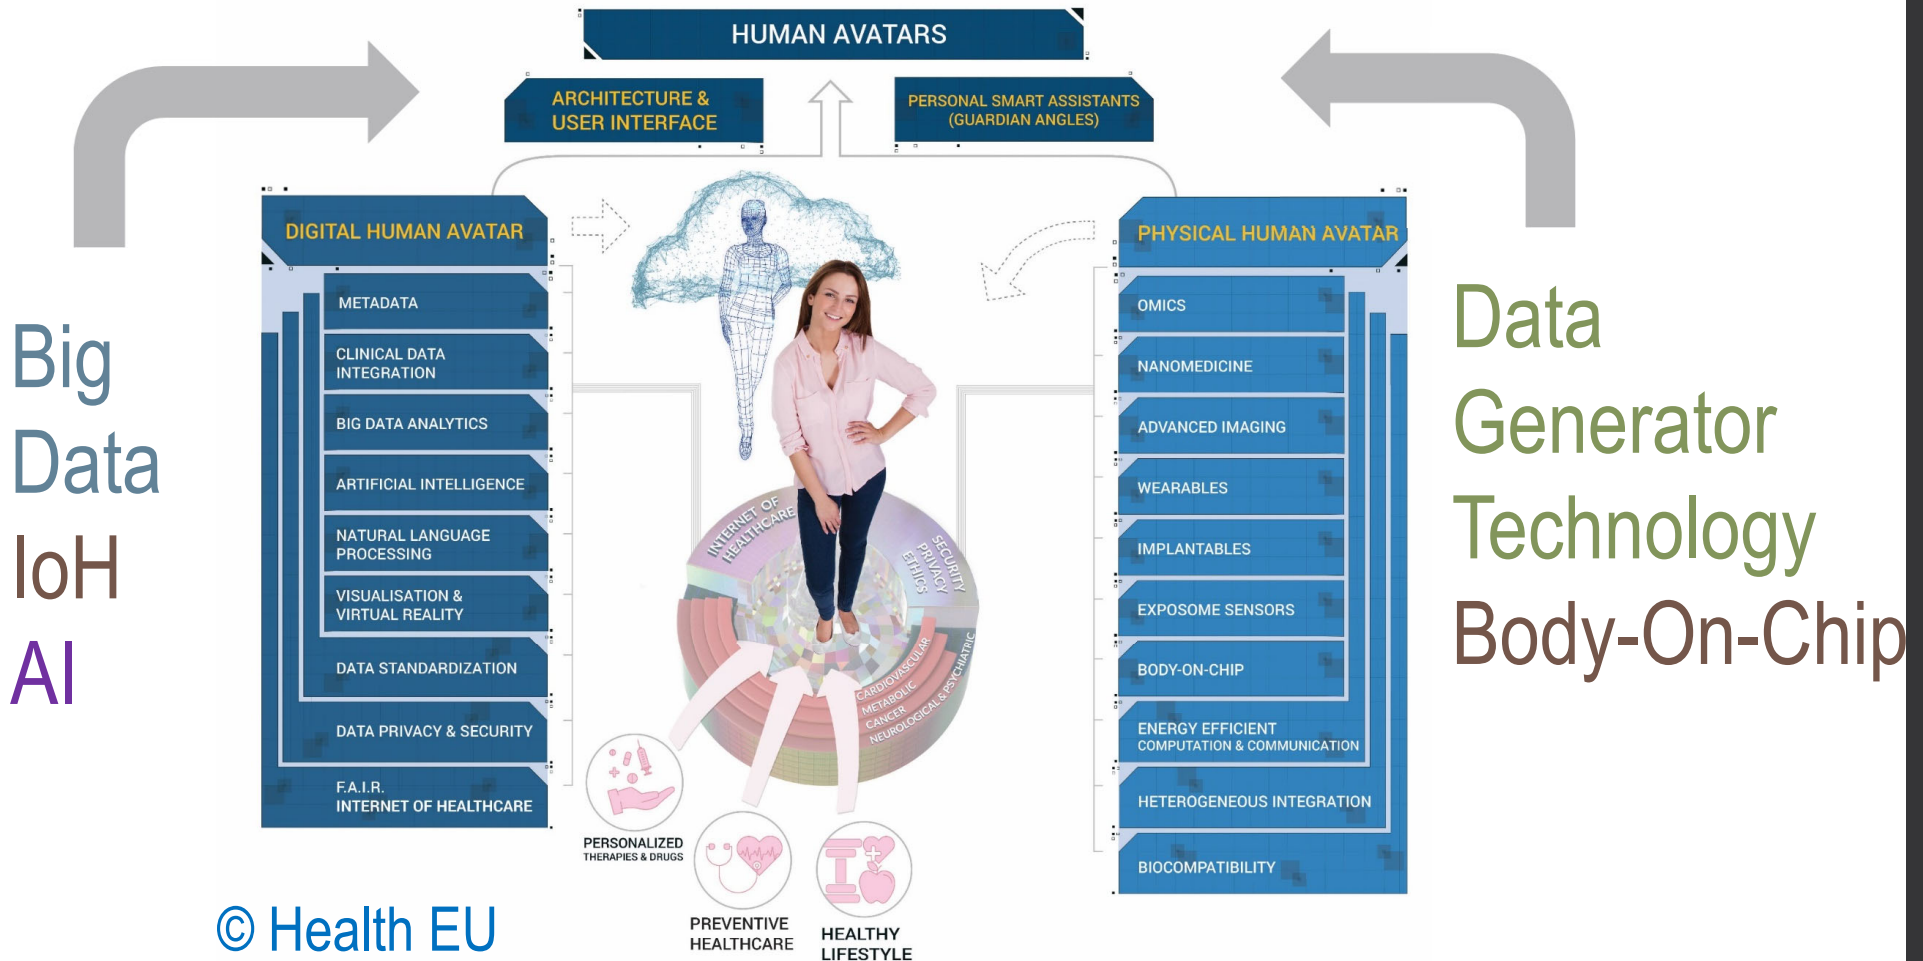 HUMAN AVATARS
ARCHITECTURE &
USER INTERFACE
PERSONAL SMART ASSISTANTS
(GUARDIAN ANGLES)
Big
Data
IoH
AI
DIGITAL HUMAN AVATAR
METADATA
CLINICAL DATA
INTEGRATION
BIG DATA ANALYTICS
ARTIFICIAL INTELLIGENCE
NATURAL LANGUAGE
PROCESSING
VISUALISATION &
VIRTUAL REALITY
DATA STANDARDIZATION
DATA PRIVACY & SECURITY
F.A.I.R.
INTERNET OF HEALTHCARE
INTERNET OF
HEALTHCARE
SECURITY
PRIVACY
ETHICS
CARDIOVASCULAR
METABOLIC
CANCER
NEUROLOGICAL & PSYCHIATRIC
PERSONALIZED
THERAPIES & DRUGS
PREVENTIVE
HEALTHCARE
HEALTHY
LIFESTYLE
PHYSICAL HUMAN AVATAR
OMICS
NANOMEDICINE
ADVANCED IMAGING
WEARABLES
IMPLANTABLES
EXPOSOME SENSORS
BODY-ON-CHIP
ENERGY EFFICIENT
COMPUTATION & COMMUNICATION
HETEROGENEOUS INTEGRATION
BIOCOMPATIBILITY
Data
Generator
Technology
Body-On-Chip
© Health EU